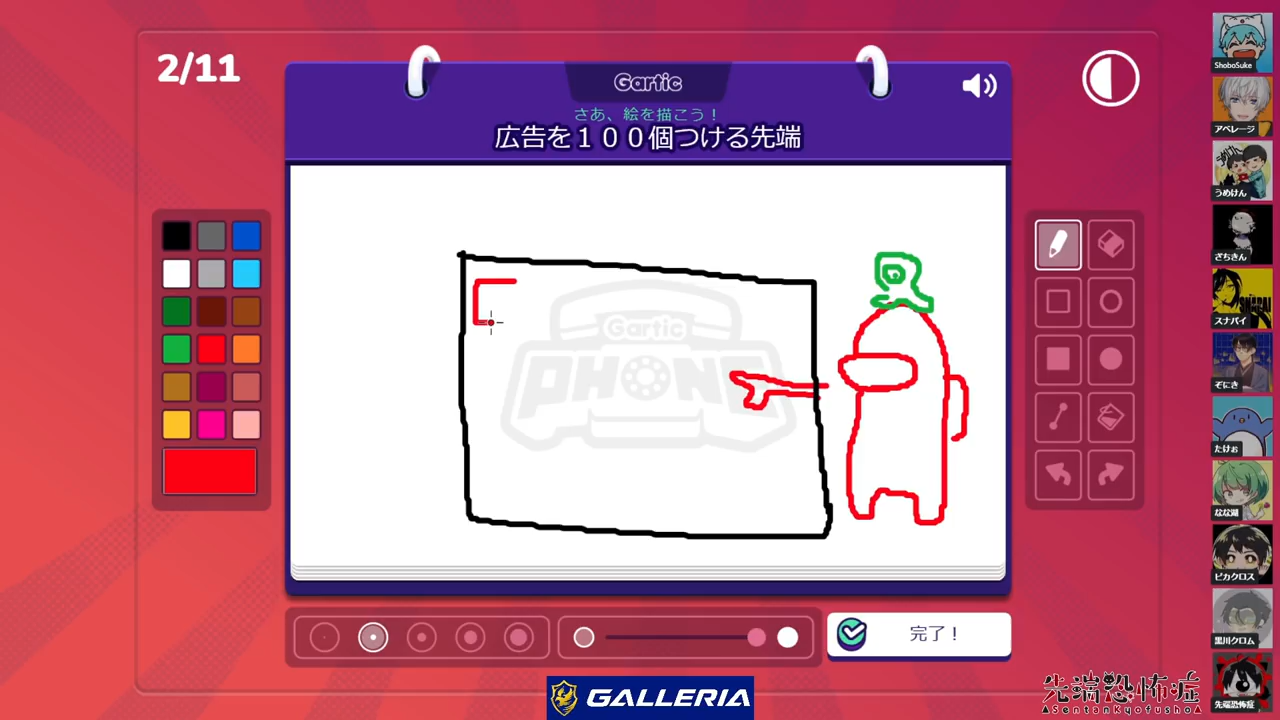 2/11
Gartic
さあ、絵を描こう！
広告を１００個つける先端
Gartic
PHONE
完了！
GALLERIA
ShoboSuke
アベレージ
うめけん
さちきん
スナバイ
ぞにき
たけぉ
なな湖
ピカクロス
黒川クロム
先端恐怖症
先端恐怖症
SentanKyofusho